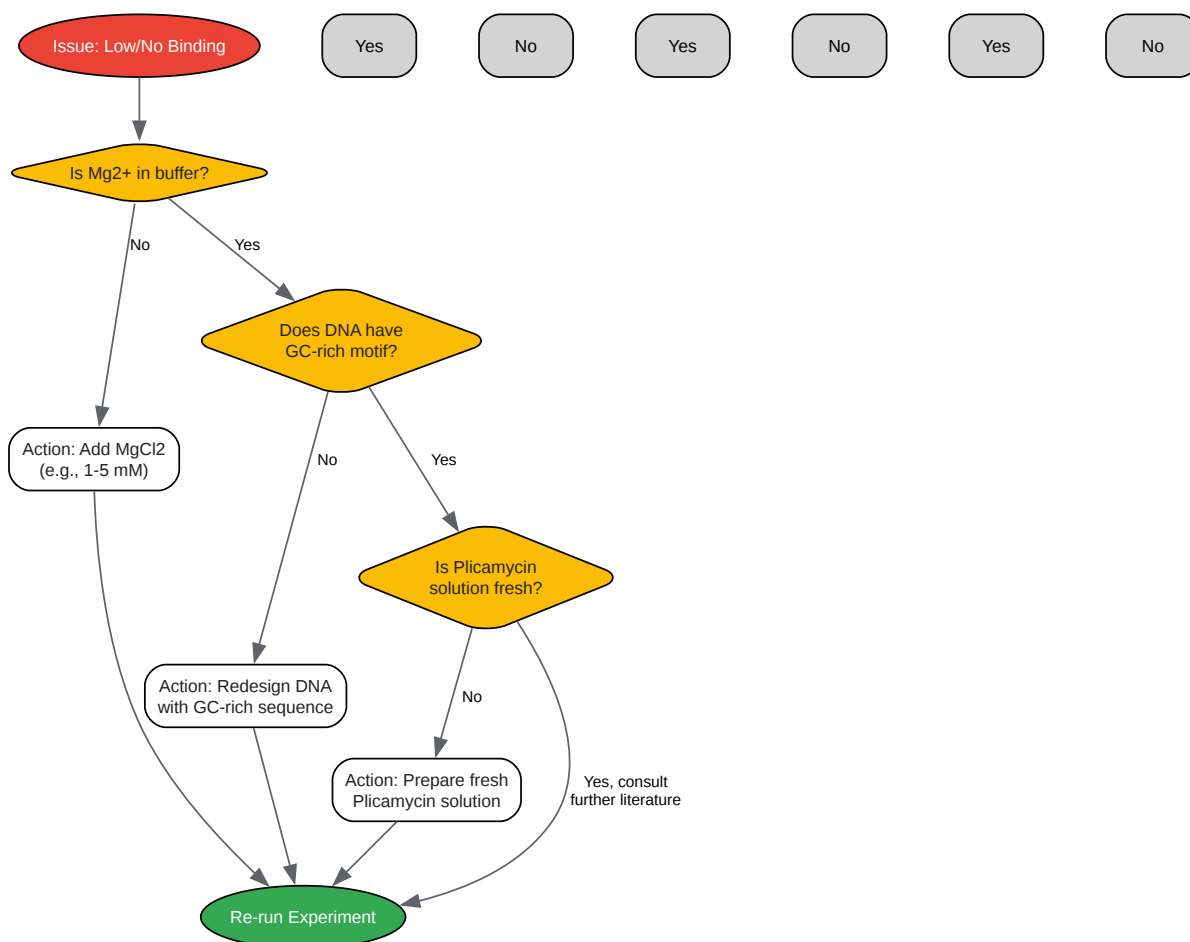 Issue: Low/No Binding
Yes
No
Yes
No
Yes
No
Is Mg2+ in buffer?
No
Yes
Does DNA have
GC-rich motif?
Action: Add MgCl2
(e.g., 1-5 mM)
No
Yes
Is Plicamycin
solution fresh?
Action: Redesign DNA
with GC-rich sequence
No
Action: Prepare fresh
Plicamycin solution
Yes, consult
further literature
Re-run Experiment